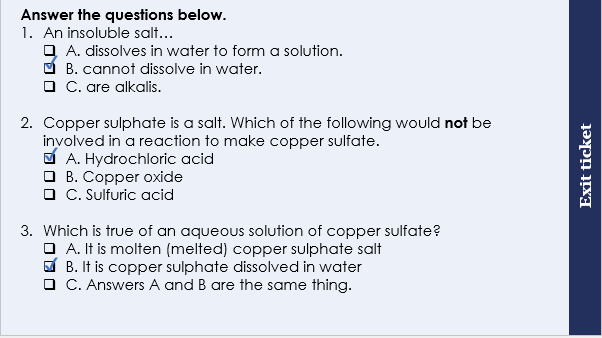 Answer the questions below.
1. An insoluble salt…
A. dissolves in water to form a solution.
B. cannot dissolve in water.
C. are alkalis.
2. Copper sulphate is a salt. Which of the following would not be
involved in a reaction to make copper sulfate.
A. Hydrochloric acid
B. Copper oxide
C. Sulfuric acid
3. Which is true of an aqueous solution of copper sulfate?
A. It is molten (melted) copper sulphate salt
B. It is copper sulphate dissolved in water
C. Answers A and B are the same thing.
Exit ticket